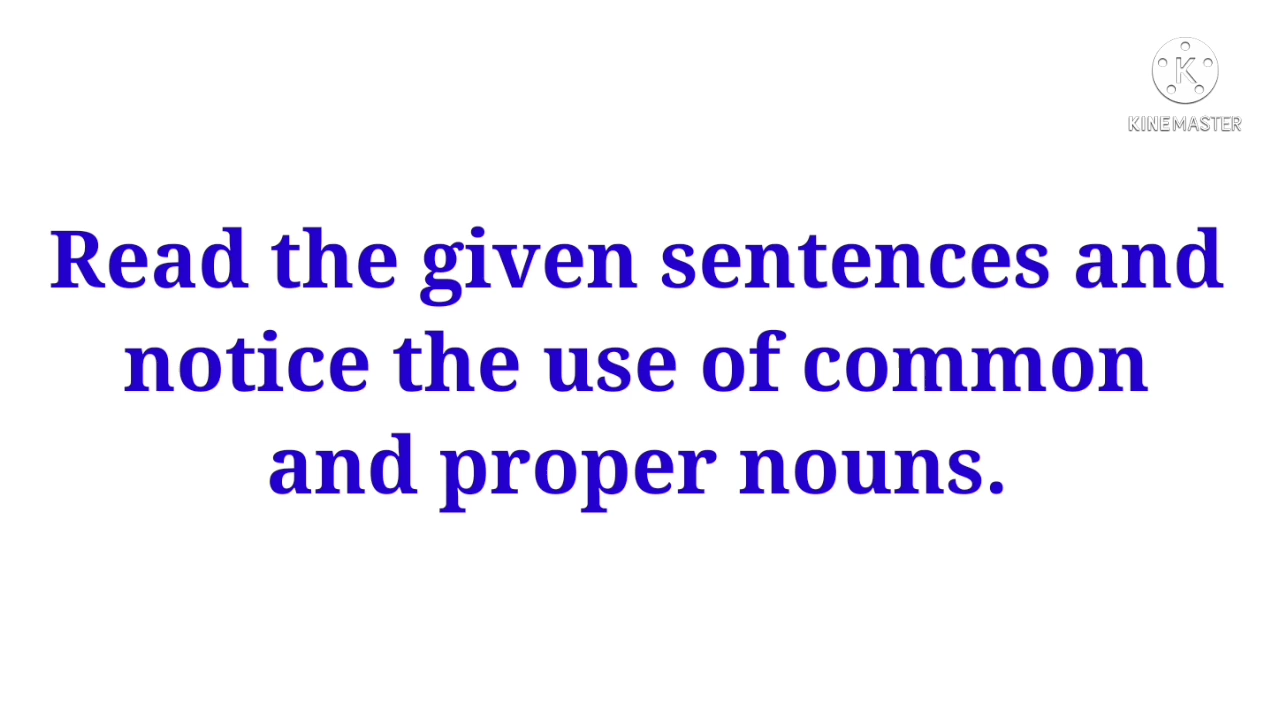 KINEMASTER
Read the given sentences and
notice the use of common
and proper nouns.